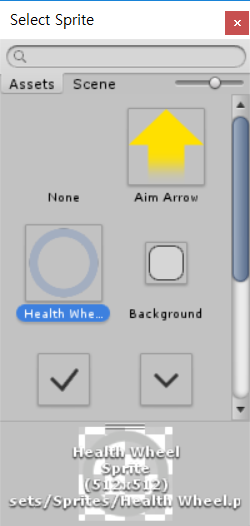 Select Sprite
Assets
Scene
None
Aim Arrow
Health Whe...
Background
Health Wheel
Sprite
(512x512)
sets/Sprites/Health Wheel.p